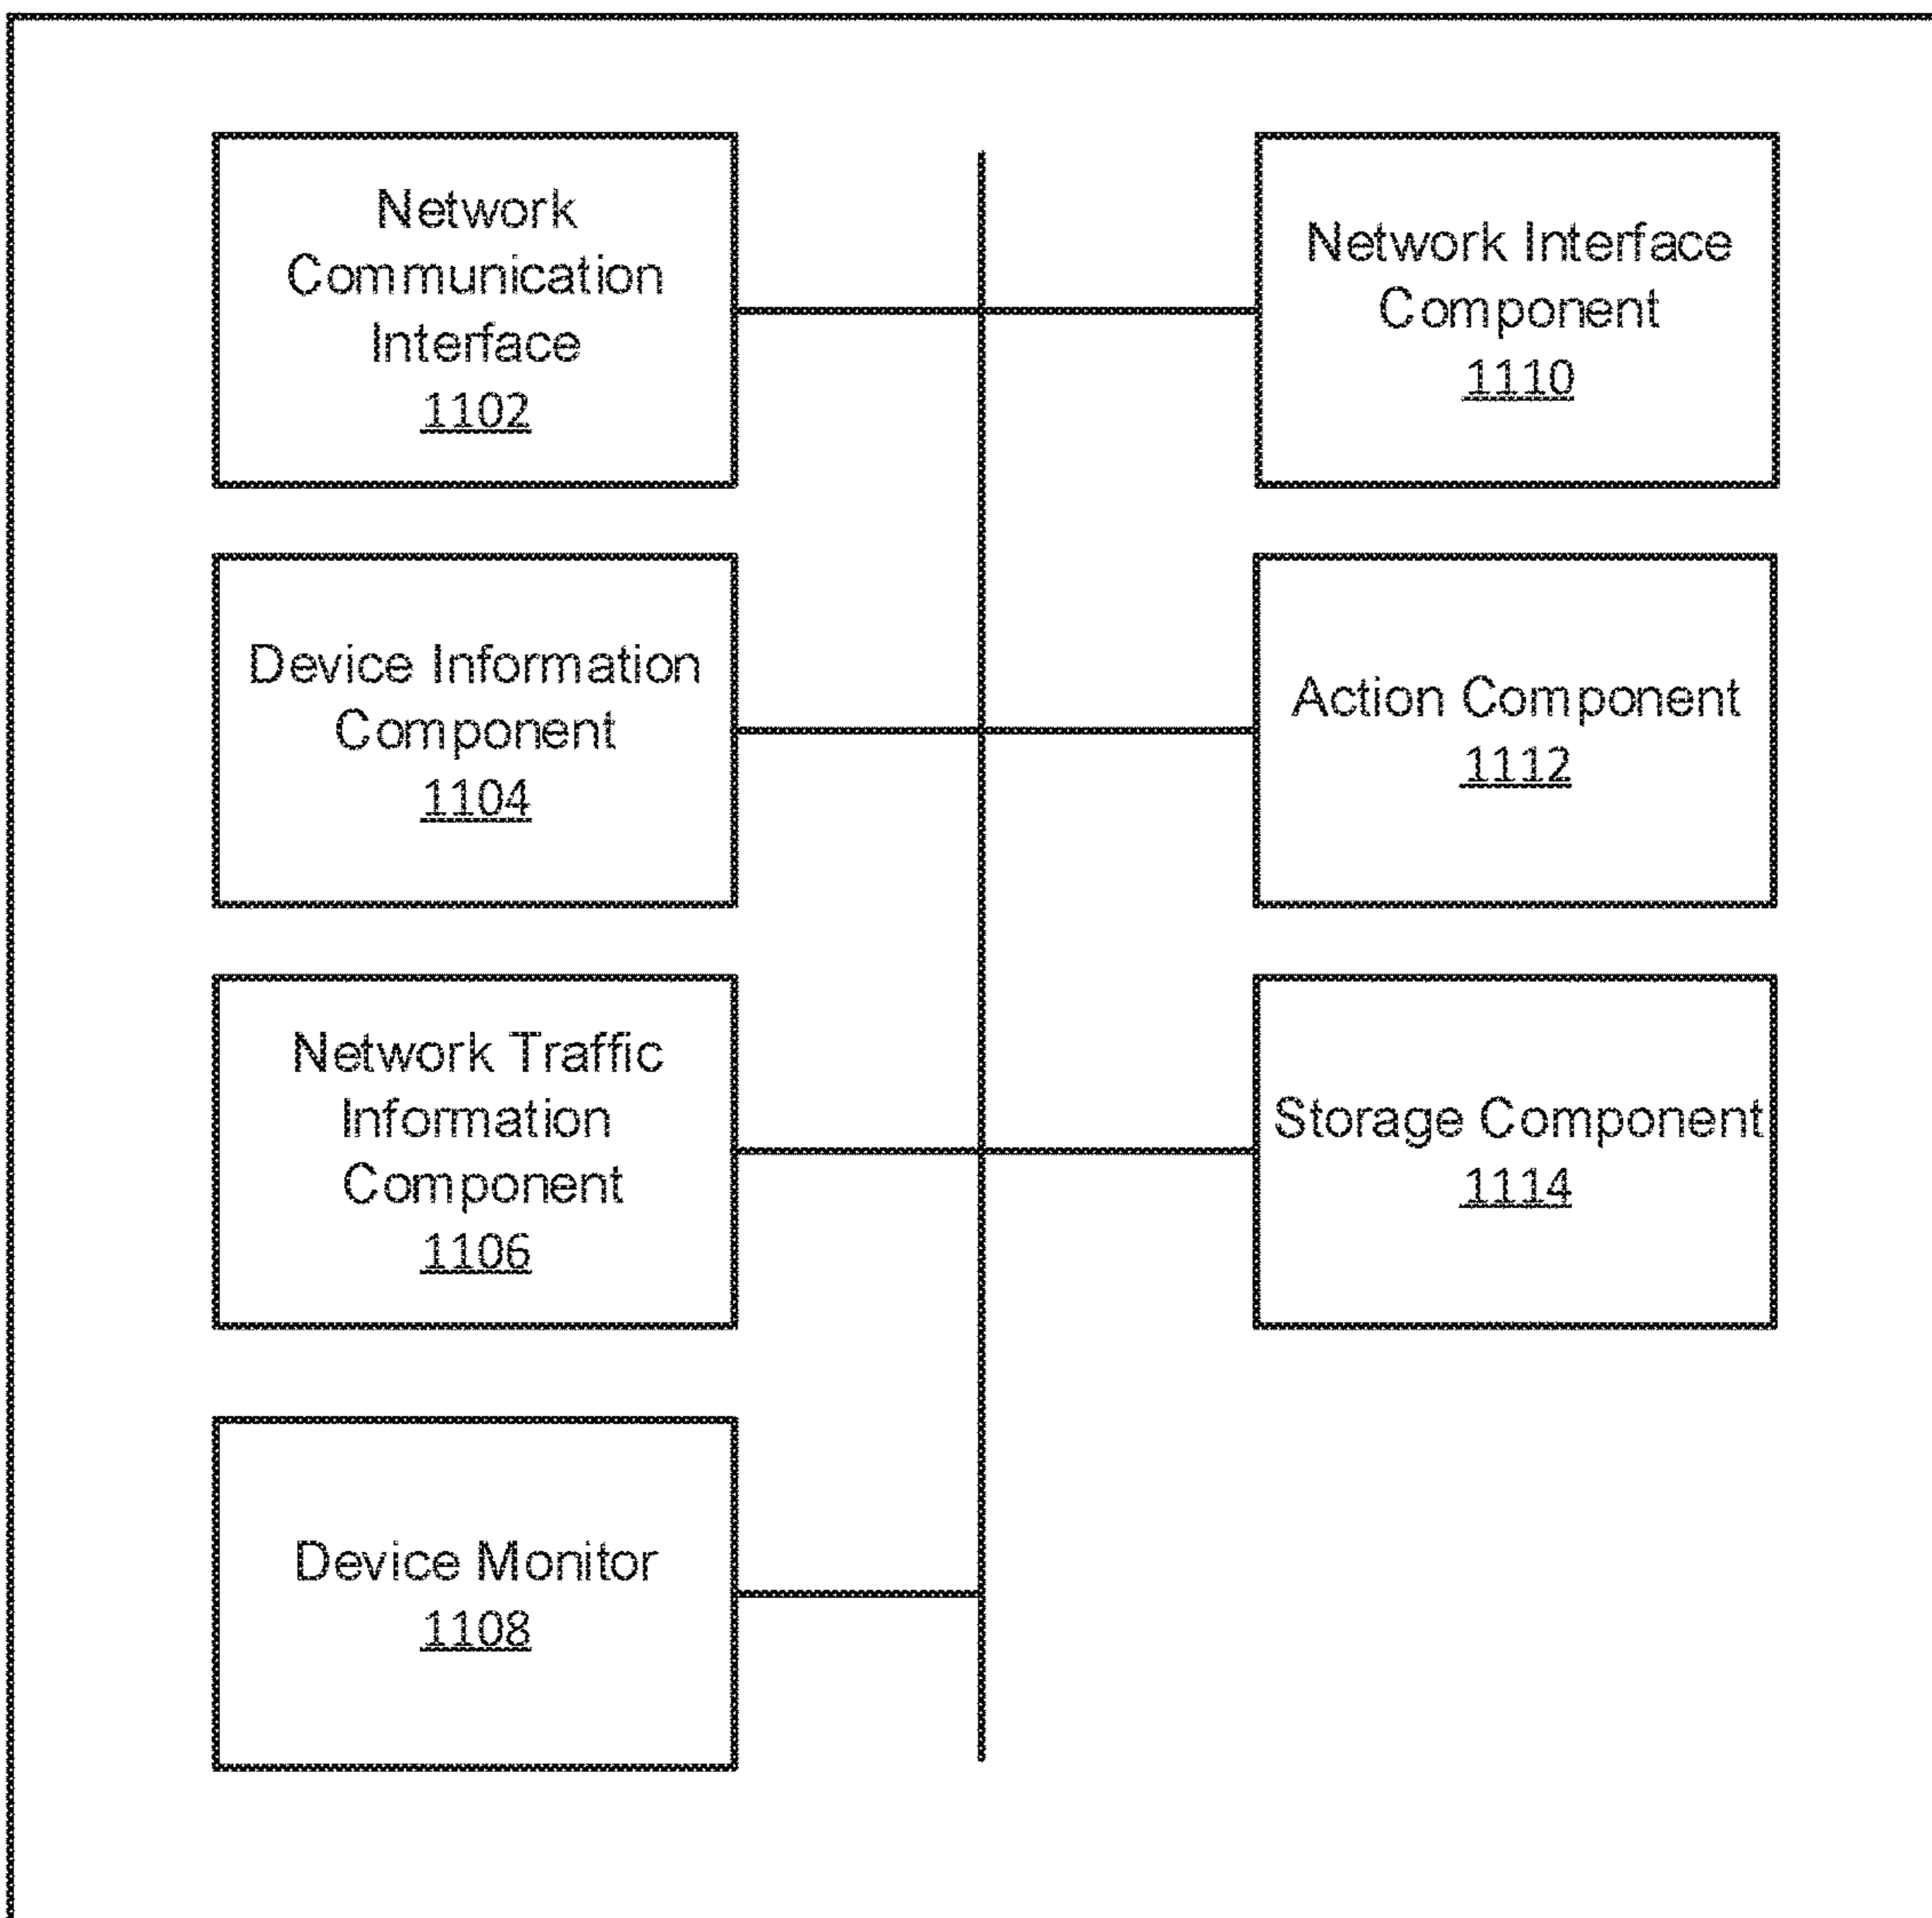 Network
Communication
Interface
1102
Device Information
Component
1104
Network Traffic
Information
Component
1106
Device Monitor
1108
Network Interface
Component
1110
Action Component
1112
Storage Component
1114